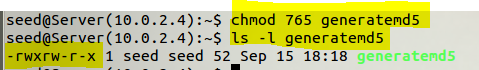 seed@Server(10.0.2.4):~$ chmod 765 generatemd5
seed@Server(10.0.2.4):~$ ls -l generatemd5
-rwxrw-r-x 1 seed seed 52 Sep 15 18:18 generatemd5